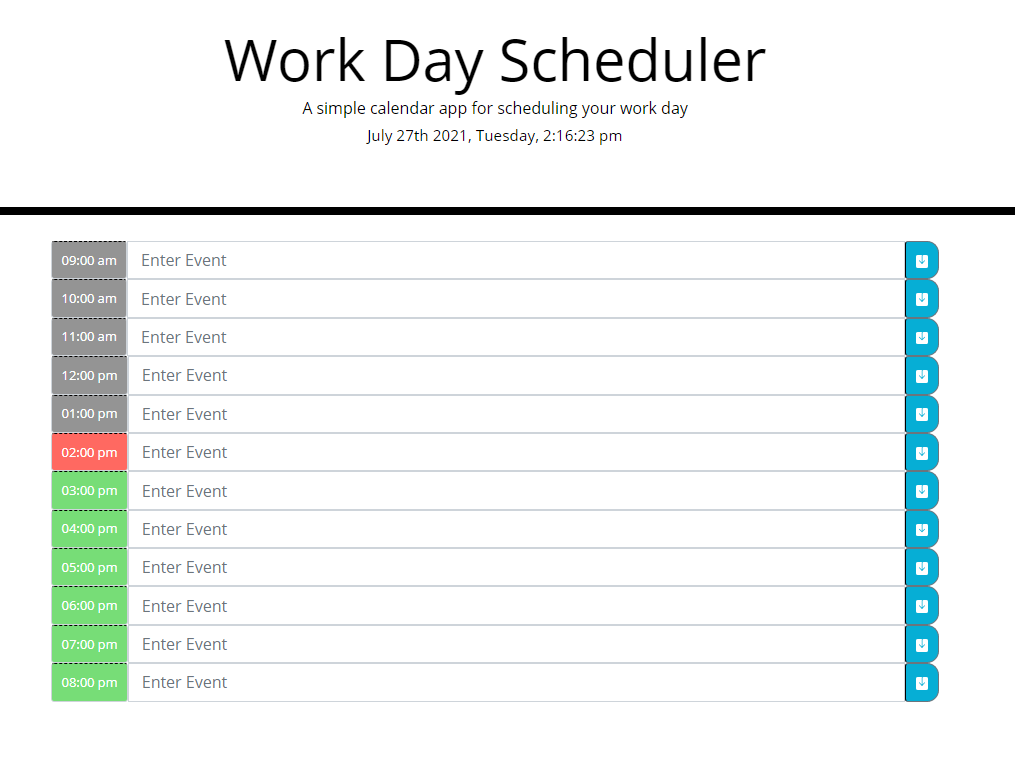 Work Day Scheduler
A simple calendar app for scheduling your work day
July 27th 2021, Tuesday, 2:16:23 pm
09:00 am Enter Event
10:00 am Enter Event
11:00 am Enter Event
12:00 pm Enter Event
01:00 pm Enter Event
02:00 pm Enter Event
03:00 pm Enter Event
04:00 pm Enter Event
05:00 pm Enter Event
06:00 pm Enter Event
07:00 pm Enter Event
08:00 pm Enter Event